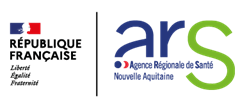 RÉPUBLIQUE
FRANÇAISE
Liberté
Égalité
Fraternité
ars
Agence Régionale de Santé
Nouvelle Aquitaine